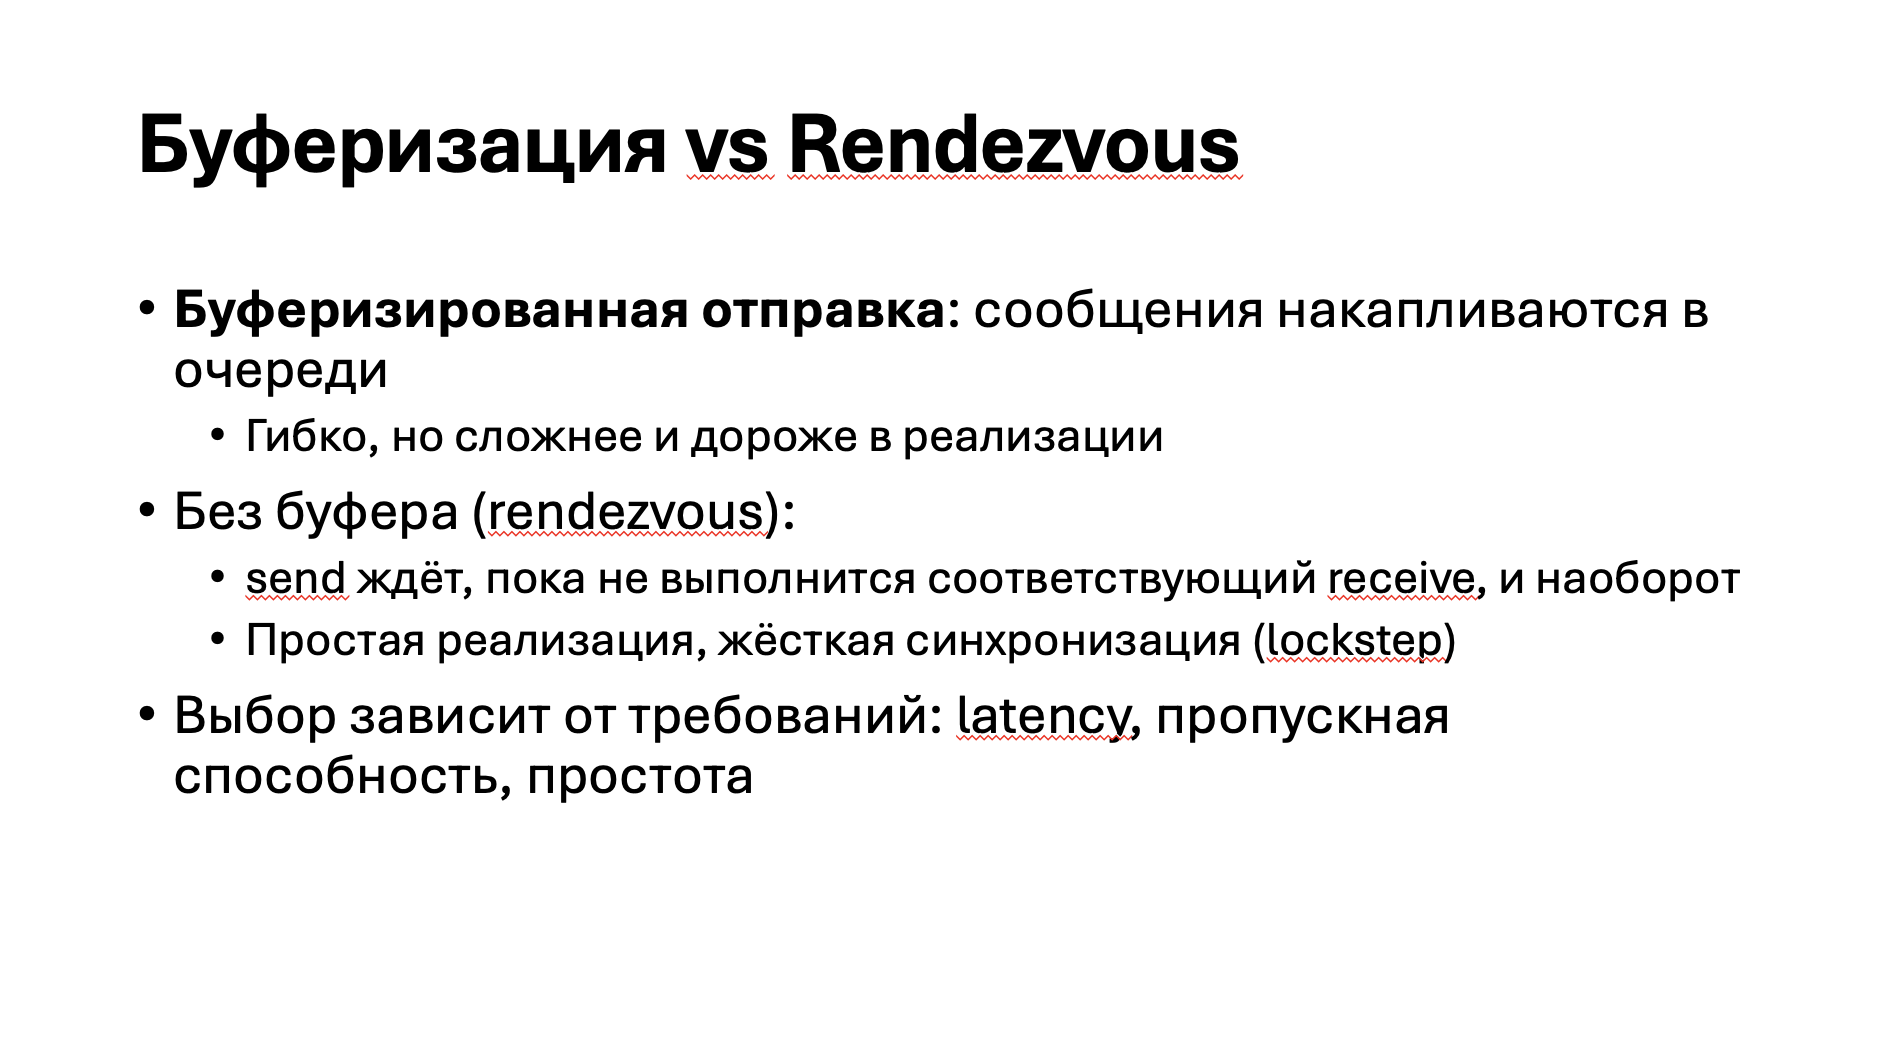 Буферизация vs Rendezvous
• Буферизированная отправка: сообщения накапливаются в
очереди
• Гибко, но сложнее и дороже в реализации
• Без буфера (rendezvous):
• send ждёт, пока не выполнится соответствующий receive, и наоборот
• Простая реализация, жёсткая синхронизация (lockstep)
• Выбор зависит от требований: latency, пропускная
способность, простота